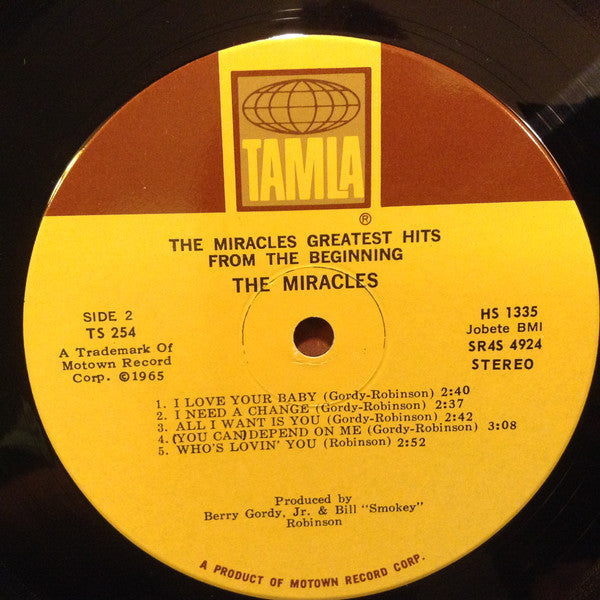 TAMLA
®
THE MIRACLES GREATEST HITS
FROM THE BEGINNING
THE MIRACLES
SIDE 2
TS 254
A Trademark Of
Motown Record
Corp. ©1965
HS 1335
Jobete BMI
SR4S 4924
STEREO
1. I LOVE YOUR BABY (Gordy-Robinson) 2:40
2. I NEED A CHANGE (Gordy-Robinson) 2:37
3. ALL I WANT IS YOU (Gordy-Robinson) 2:42
4. (YOU CAN) DEPEND ON ME (Gordy-Robinson) 3:08
5. WHO'S LOVIN' YOU (Robinson) 2:52
Produced by
Berry Gordy, Jr. & Bill "Smokey"
Robinson
A PRODUCT OF MOTOWN RECORD CORP.